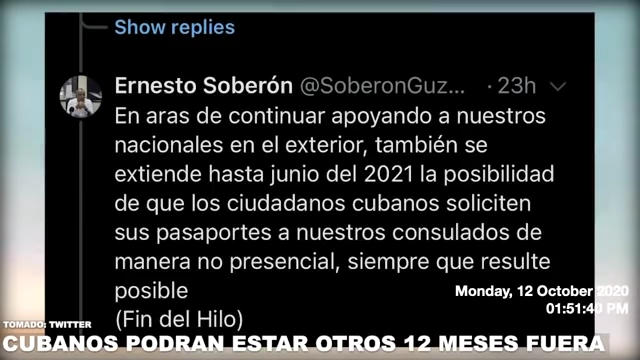 Show replies
Ernesto Soberón @SoberonGuz... · 23h
En aras de continuar apoyando a nuestros
nacionales en el exterior, también se
extiende hasta junio del 2021 la posibilidad
de que los ciudadanos cubanos soliciten
sus pasaportes a nuestros consulados de
manera no presencial, siempre que resulte
posible
(Fin del Hilo)
Monday, 12 October 2020
01:51:40 PM
TOMADO: TWITTER
CUBANOS PODRAN ESTAR OTROS 12 MESES FUERA